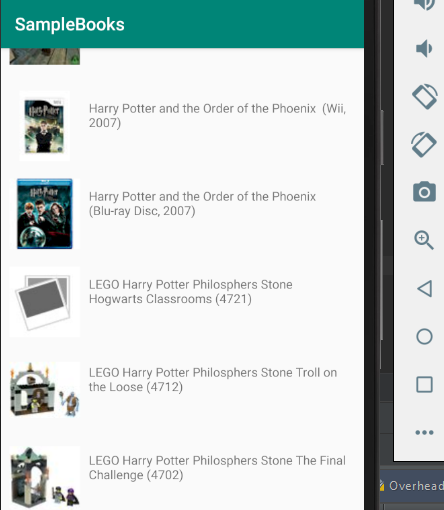 SampleBooks
Harry Potter and the Order of the Phoenix (Wii,
2007)
Harry Potter and the Order of the Phoenix
(Blu-ray Disc, 2007)
LEGO Harry Potter Philosphers Stone
Hogwarts Classrooms (4721)
LEGO Harry Potter Philosphers Stone Troll on
the Loose (4712)
LEGO Harry Potter Philosphers Stone The Final
Challenge (4702)
Overhead